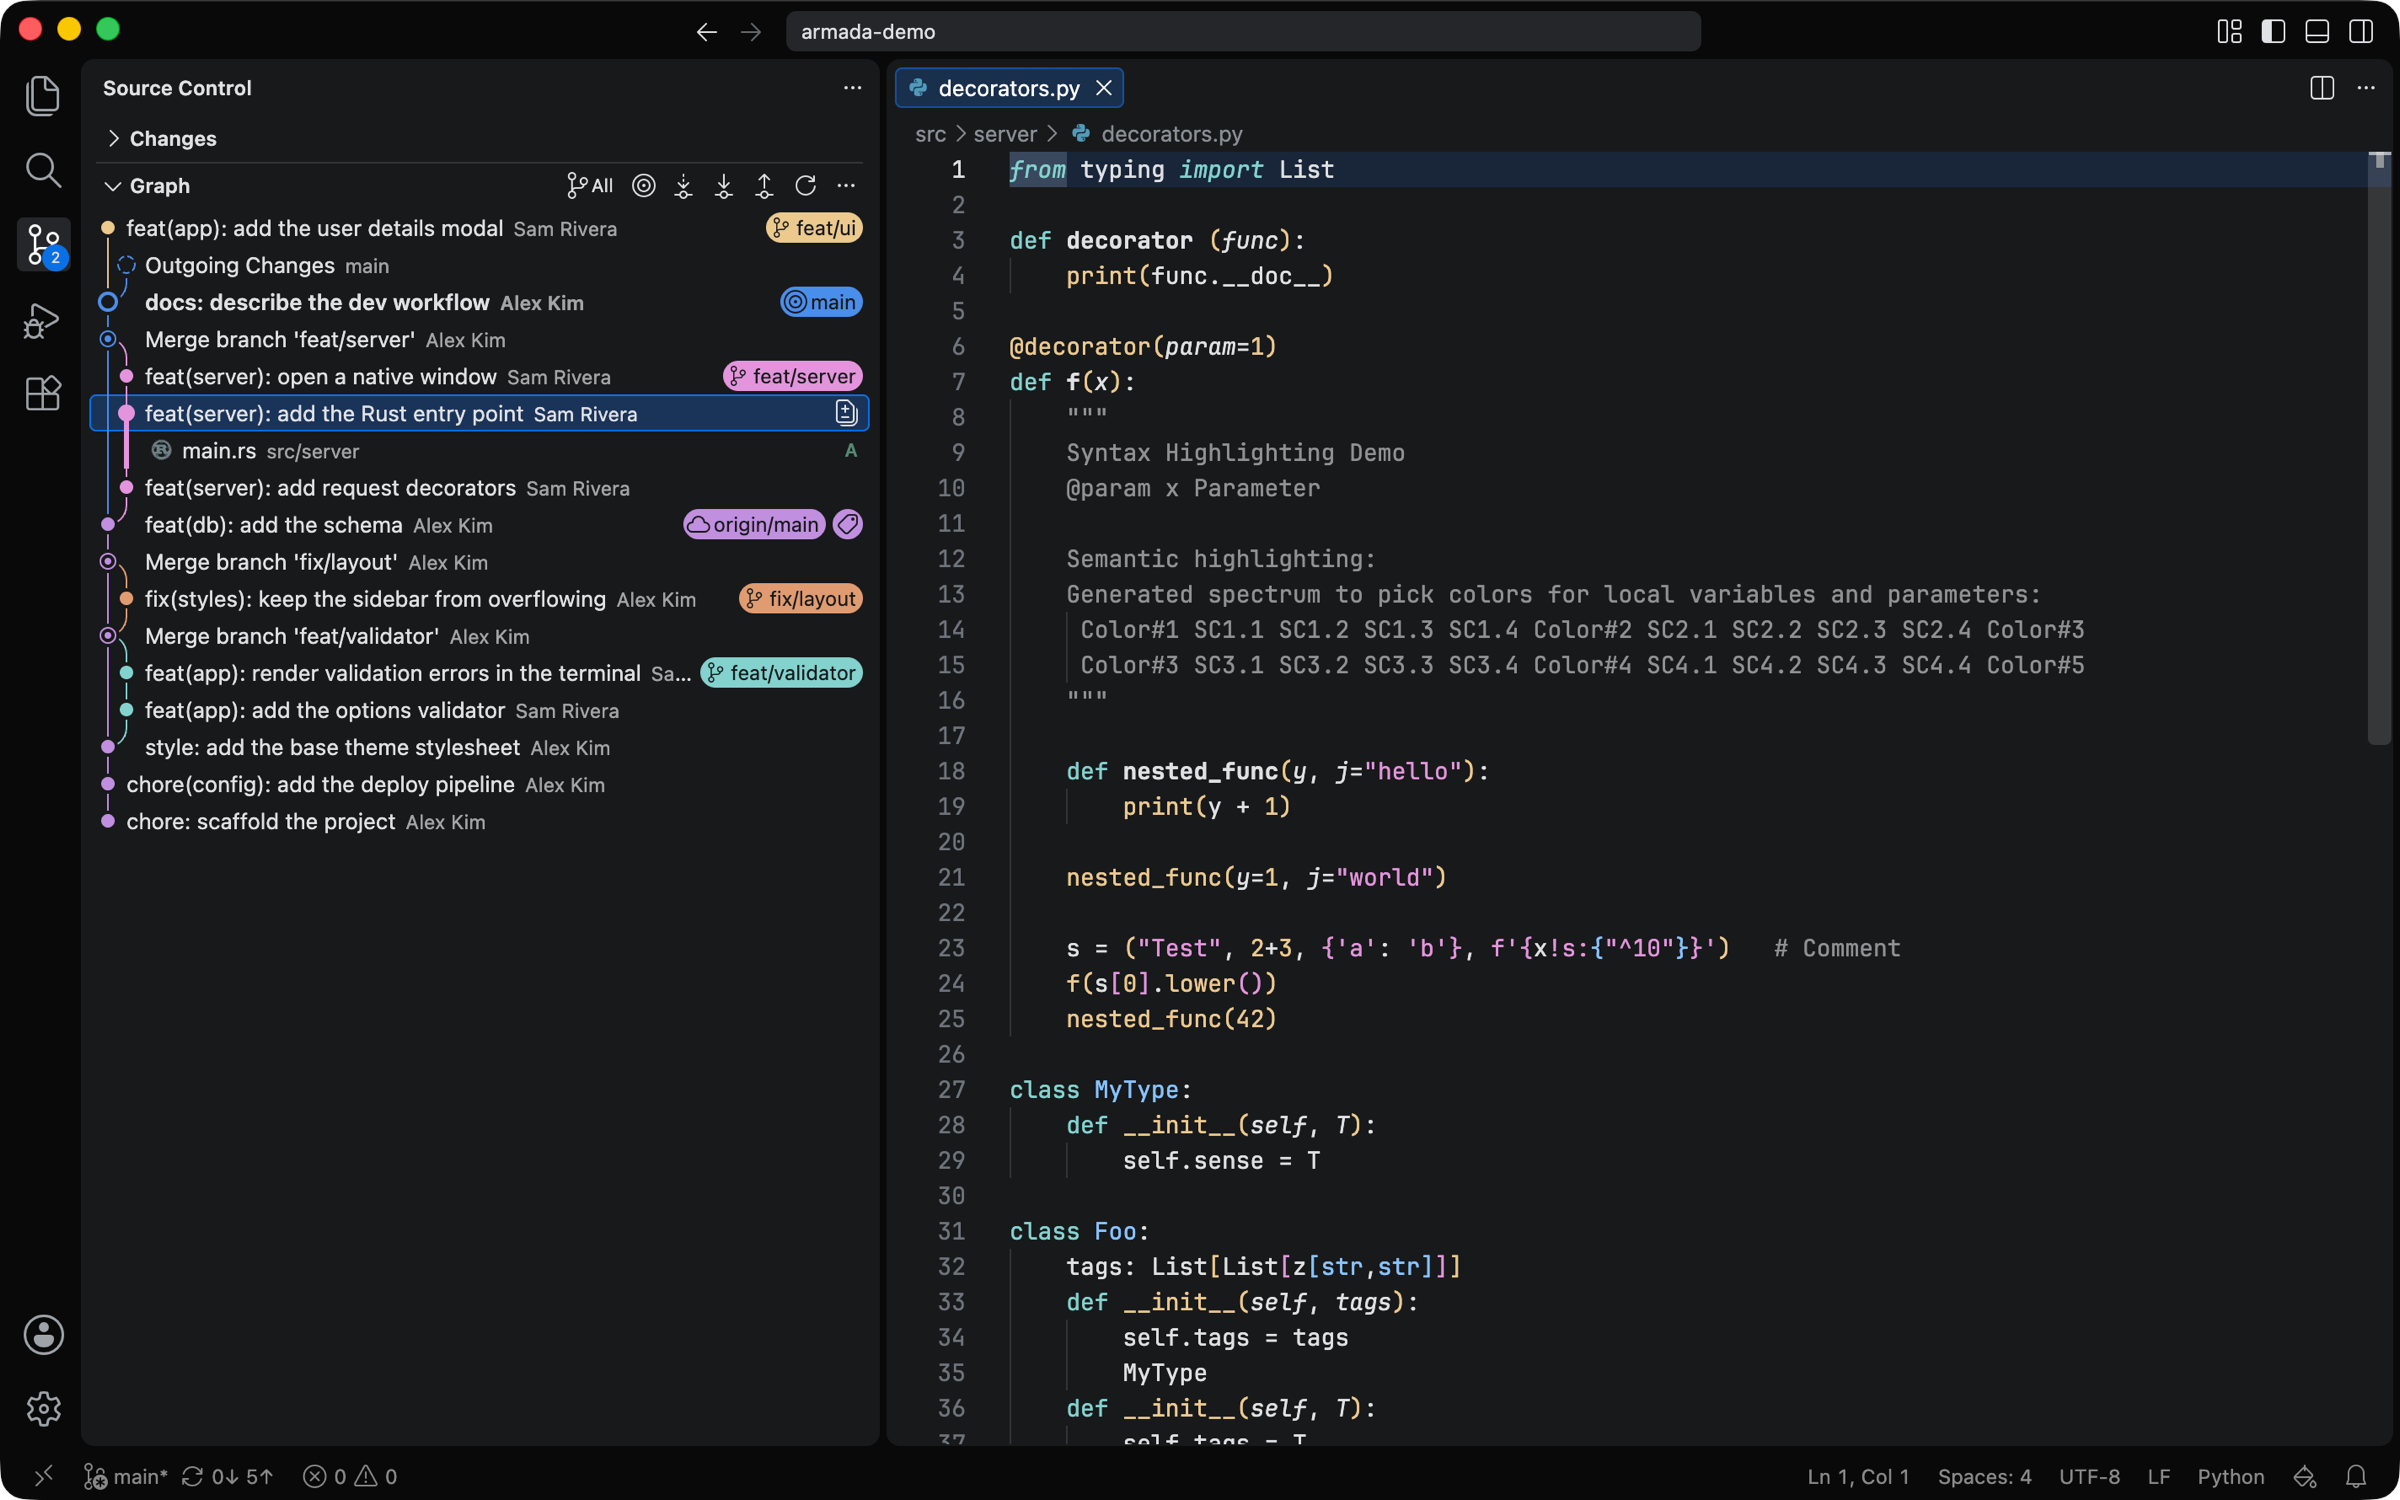 armada-demo
Source Control
Changes
Graph
All
feat(app): add the user details modal Sam Rivera feat/ui
Outgoing Changes main
docs: describe the dev workflow Alex Kim main
Merge branch 'feat/server' Alex Kim
feat(server): open a native window Sam Rivera feat/server
feat(server): add the Rust entry point Sam Rivera
main.rs src/server A
feat(server): add request decorators Sam Rivera
feat(db): add the schema Alex Kim origin/main
Merge branch 'fix/layout' Alex Kim
fix(styles): keep the sidebar from overflowing Alex Kim fix/layout
Merge branch 'feat/validator' Alex Kim
feat(app): render validation errors in the terminal Sa... feat/validator
feat(app): add the options validator Sam Rivera
style: add the base theme stylesheet Alex Kim
chore(config): add the deploy pipeline Alex Kim
chore: scaffold the project Alex Kim
2
decorators.py
src > server > decorators.py
1 from typing import List
2
3 def decorator (func):
4     print(func.__doc__)
5
6 @decorator(param=1)
7 def f(x):
8     """
9     Syntax Highlighting Demo
10     @param x Parameter
11
12     Semantic highlighting:
13     Generated spectrum to pick colors for local variables and parameters:
14      Color#1 SC1.1 SC1.2 SC1.3 SC1.4 Color#2 SC2.1 SC2.2 SC2.3 SC2.4 Color#3
15      Color#3 SC3.1 SC3.2 SC3.3 SC3.4 Color#4 SC4.1 SC4.2 SC4.3 SC4.4 Color#5
16     """
17
18     def nested_func(y, j="hello"):
19         print(y + 1)
20
21     nested_func(y=1, j="world")
22
23     s = ("Test", 2+3, {'a': 'b'}, f'{x!s:{"^10"}}')   # Comment
24     f(s[0].lower())
25     nested_func(42)
26
27 class MyType:
28     def __init__(self, T):
29         self.sense = T
30
31 class Foo:
32     tags: List[List[z[str,str]]]
33     def __init__(self, tags):
34         self.tags = tags
35         MyType
36     def __init__(self, T):
37         self.tags = T
main* 0↓ 5↑ 0 0
Ln 1, Col 1 Spaces: 4 UTF-8 LF Python